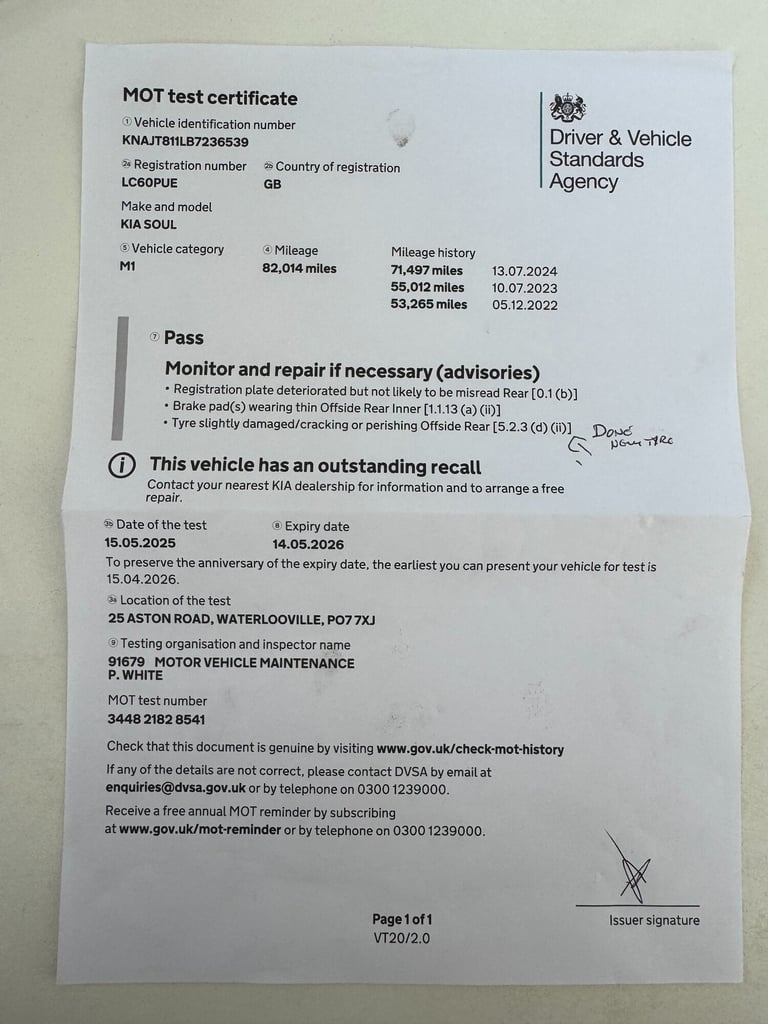 MOT test certificate
① Vehicle identification number
KNAJT811LB7236539
Driver & Vehicle
Standards
Agency
2a Registration number 2b Country of registration
LC60PUE GB
Make and model
KIA SOUL
⑤ Vehicle category ④ Mileage Mileage history
M1 82,014 miles 71,497 miles 13.07.2024
55,012 miles 10.07.2023
53,265 miles 05.12.2022
⑦ Pass
Monitor and repair if necessary (advisories)
• Registration plate deteriorated but not likely to be misread Rear [0.1 (b)]
• Brake pad(s) wearing thin Offside Rear Inner [1.1.13 (a) (ii)]
• Tyre slightly damaged/cracking or perishing Offside Rear [5.2.3 (d) (ii)]
DONE
NEW TYRE
i This vehicle has an outstanding recall
Contact your nearest KIA dealership for information and to arrange a free
repair.
3b Date of the test ⑧ Expiry date
15.05.2025 14.05.2026
To preserve the anniversary of the expiry date, the earliest you can present your vehicle for test is
15.04.2026.
3a Location of the test
25 ASTON ROAD, WATERLOOVILLE, PO7 7XJ
⑨ Testing organisation and inspector name
91679 MOTOR VEHICLE MAINTENANCE
P. WHITE
MOT test number
3448 2182 8541
Check that this document is genuine by visiting www.gov.uk/check-mot-history
If any of the details are not correct, please contact DVSA by email at
enquiries@dvsa.gov.uk or by telephone on 0300 1239000.
Receive a free annual MOT reminder by subscribing
at www.gov.uk/mot-reminder or by telephone on 0300 1239000.
Issuer signature
Page 1 of 1
VT20/2.0